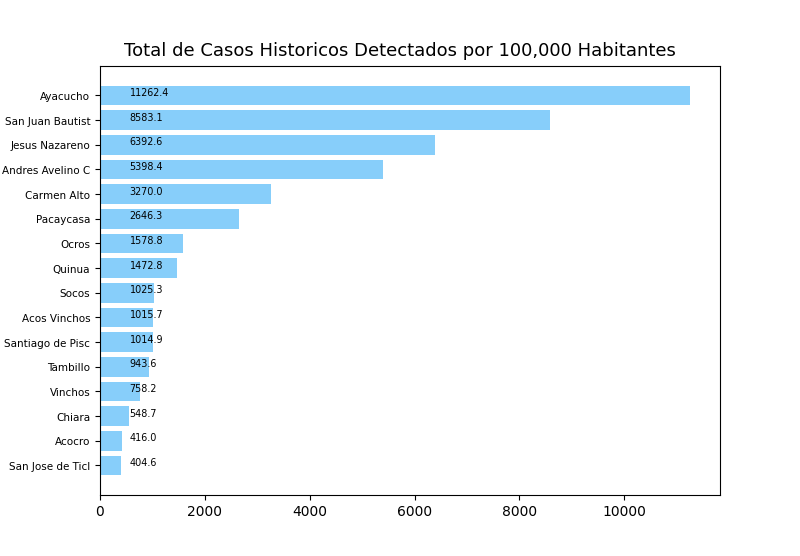 Total de Casos Historicos Detectados por 100,000 Habitantes
Ayacucho 11262.4
San Juan Bautist 8583.1
Jesus Nazareno 6392.6
Andres Avelino C 5398.4
Carmen Alto 3270.0
Pacaycasa 2646.3
Ocros 1578.8
Quinua 1472.8
Socos 1025.3
Acos Vinchos 1015.7
Santiago de Pisc 1014.9
Tambillo 943.6
Vinchos 758.2
Chiara 548.7
Acocro 416.0
San Jose de Ticl 404.6
0 2000 4000 6000 8000 10000